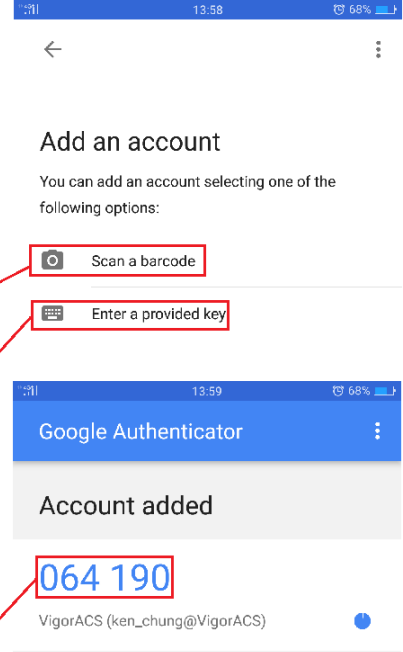 13:58 68%
Add an account
You can add an account selecting one of the
following options:
Scan a barcode
Enter a provided key
13:59 68%
Google Authenticator
Account added
064 190
VigorACS (ken_chung@VigorACS)